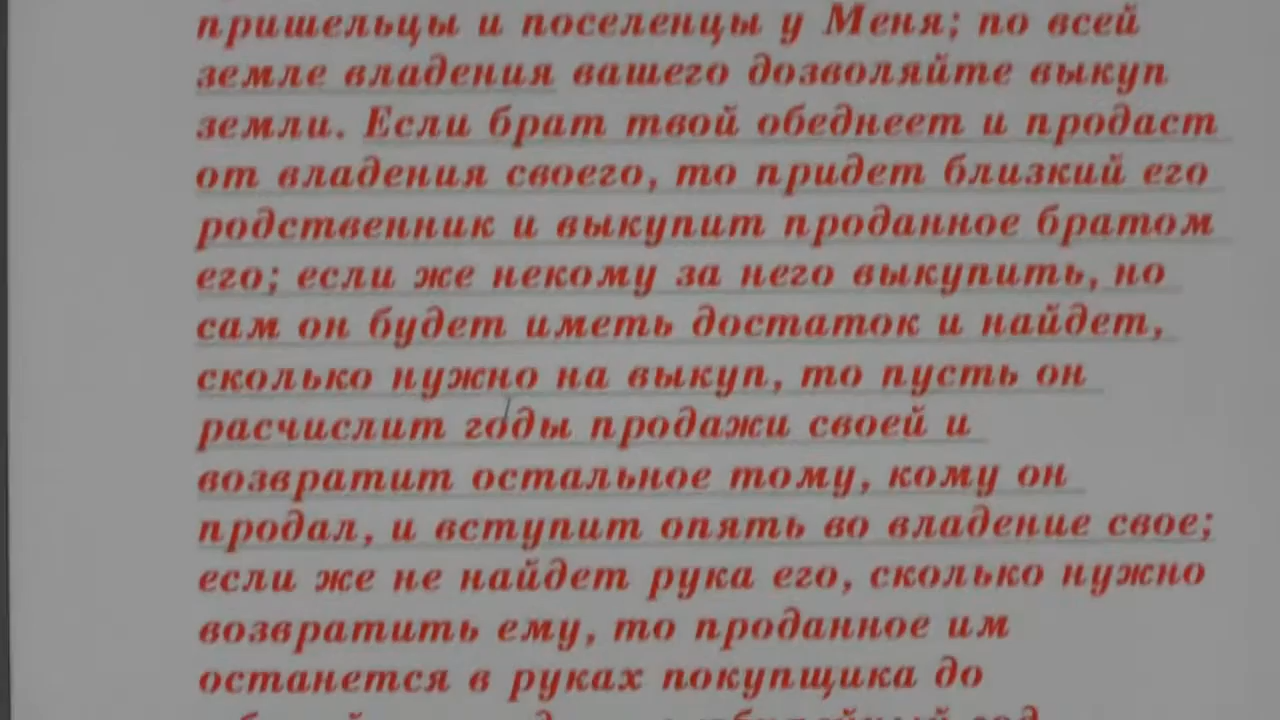 пришельцы и поселенцы у Меня; по всей
земле владения вашего дозволяйте выкуп
земли. Если брат твой обеднеет и продаст
от владения своего, то придет близкий его
родственник и выкупит проданное братом
его; если же некому за него выкупить, но
сам он будет иметь достаток и найдет,
сколько нужно на выкуп, то пусть он
расчислит годы продажи своей и
возвратит остальное тому, кому он
продал, и вступит опять во владение свое;
если же не найдет рука его, сколько нужно
возвратить ему, то проданное им
останется в руках покупщика до